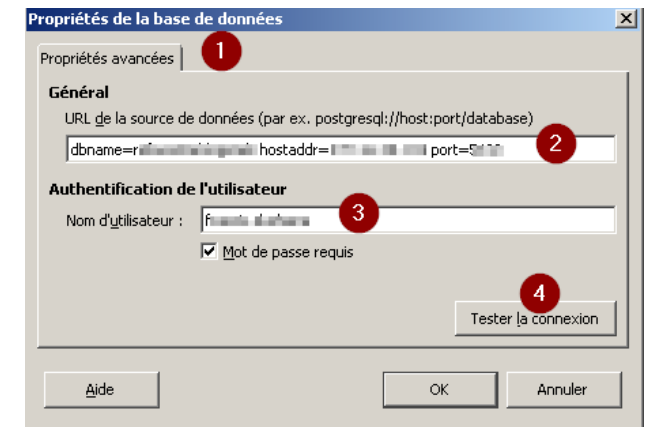 Propriétés de la base de données
Propriétés avancées 1
Général
URL de la source de données (par ex. postgresql://host:port/database)
dbname= hostaddr= port= 2
Authentification de l'utilisateur
Nom d'utilisateur : 3
Mot de passe requis
4
Tester la connexion
Aide OK Annuler